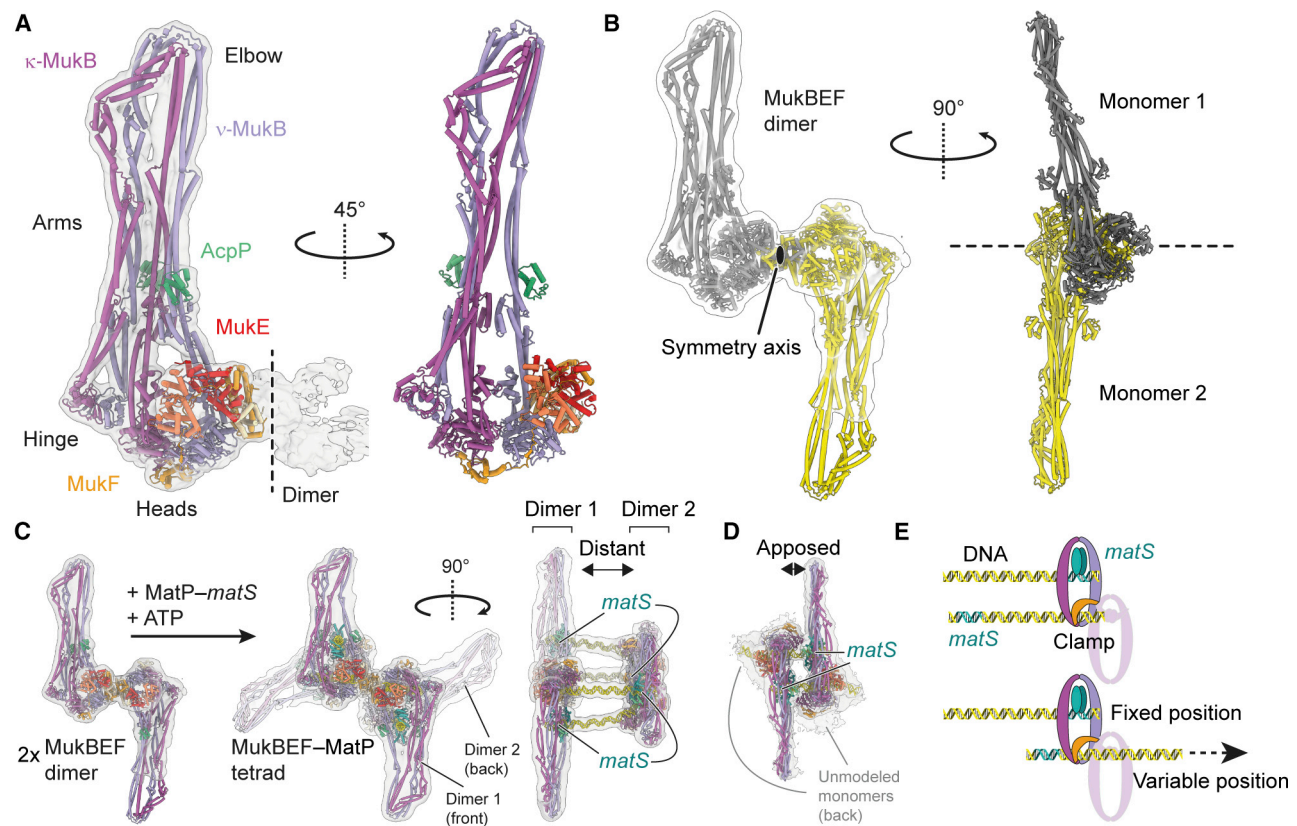 A
κ-MukB
Elbow
ν-MukB
Arms
AcpP
45°
MukE
Hinge
MukF
Heads
Dimer
B
MukBEF
dimer
90°
Monomer 1
Symmetry axis
Monomer 2
C
+ MatP–matS
+ ATP
2x MukBEF
dimer
MukBEF–MatP
tetrad
90°
Dimer 2
(back)
Dimer 1
(front)
Dimer 1
Dimer 2
Distant
matS
matS
matS
D
Apposed
matS
Unmodeled
monomers
(back)
E
DNA
matS
matS
Clamp
Fixed position
Variable position